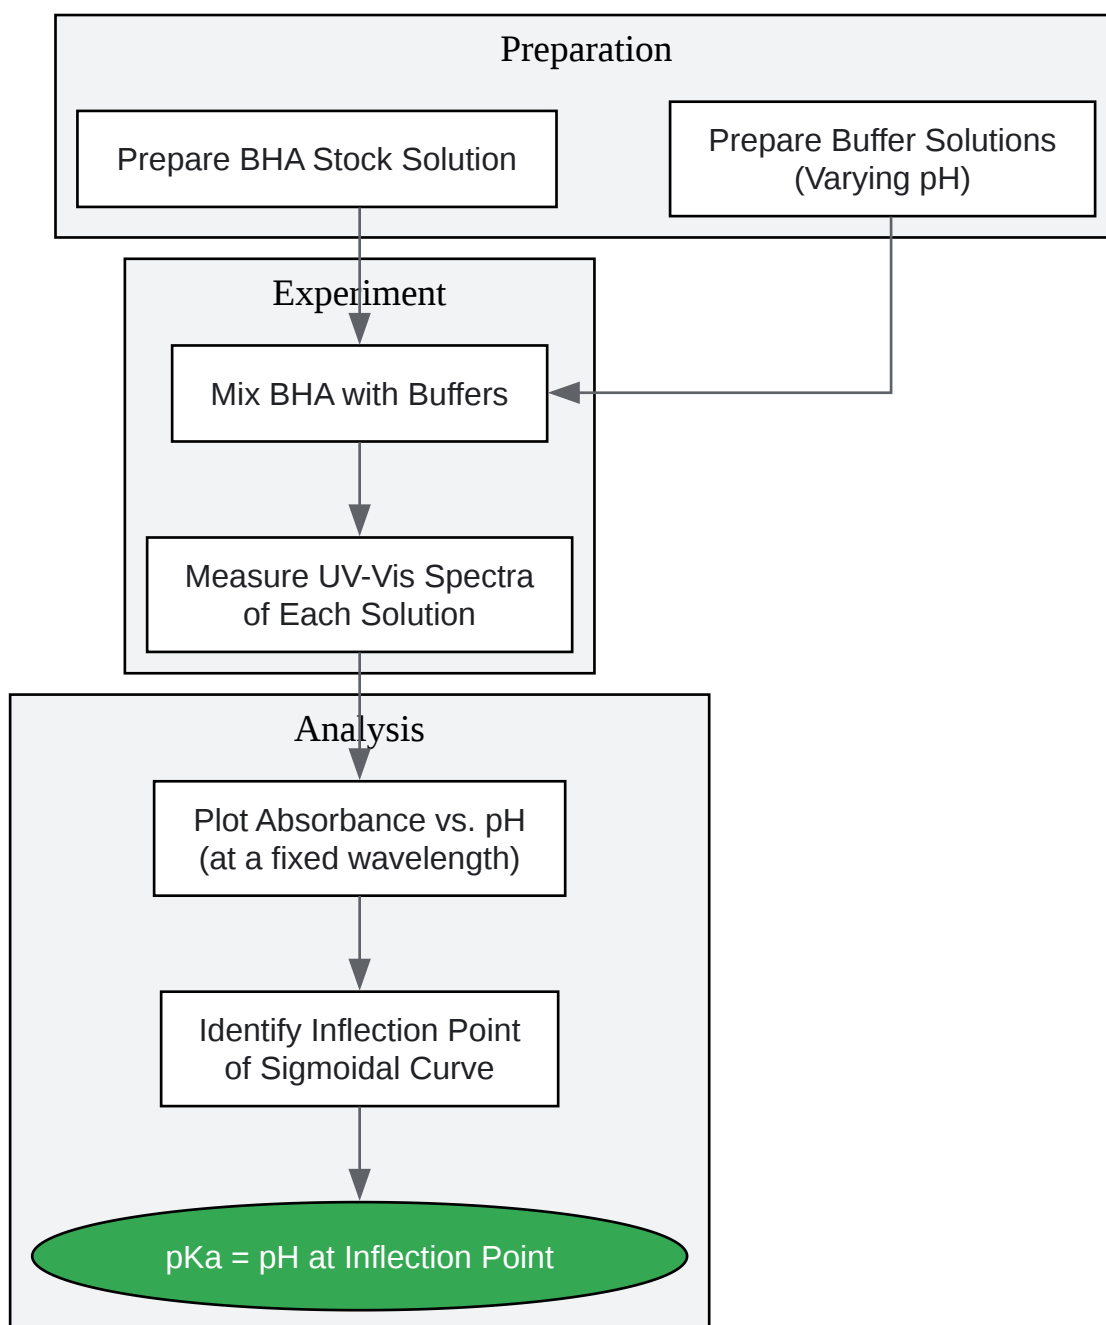 Preparation
Prepare BHA Stock Solution
Prepare Buffer Solutions
(Varying pH)
Experiment
Mix BHA with Buffers
Measure UV-Vis Spectra
of Each Solution
Analysis
Plot Absorbance vs. pH
(at a fixed wavelength)
Identify Inflection Point
of Sigmoidal Curve
pKa = pH at Inflection Point